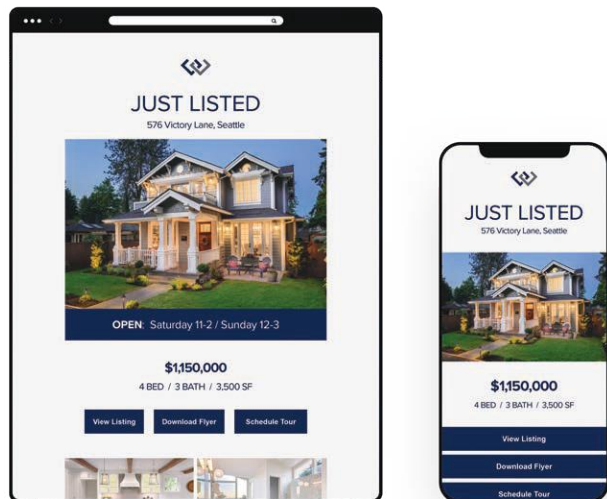 JUST LISTED
576 Victory Lane, Seattle
OPEN: Saturday 11-2 / Sunday 12-3
$1,150,000
4 BED / 3 BATH / 3,500 SF
View Listing Download Flyer Schedule Tour
JUST LISTED
576 Victory Lane, Seattle
$1,150,000
4 BED / 3 BATH / 3,500 SF
View Listing
Download Flyer
Schedule Tour